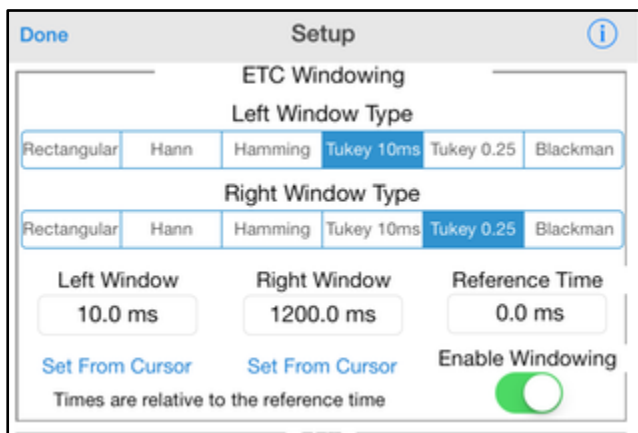 Done Setup i
ETC Windowing
Left Window Type
Rectangular Hann Hamming Tukey 10ms Tukey 0.25 Blackman
Right Window Type
Rectangular Hann Hamming Tukey 10ms Tukey 0.25 Blackman
Left Window Right Window Reference Time
10.0 ms 1200.0 ms 0.0 ms
Set From Cursor Set From Cursor Enable Windowing
Times are relative to the reference time